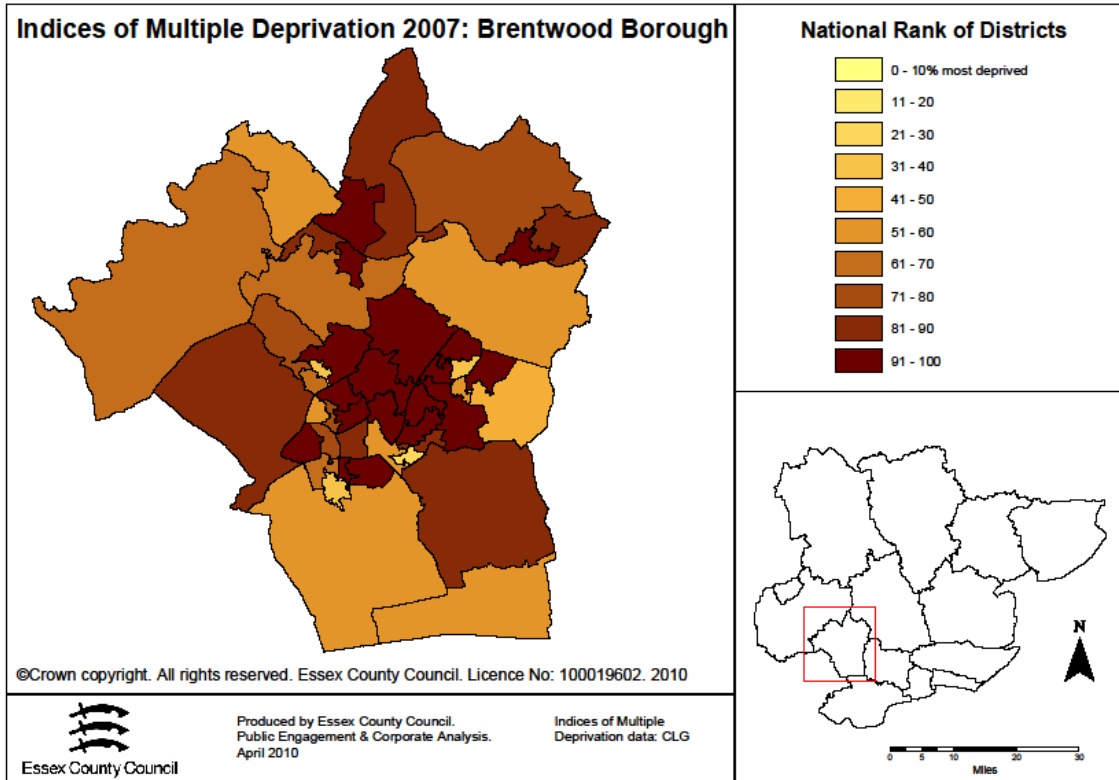 Indices of Multiple Deprivation 2007: Brentwood Borough
©Crown copyright. All rights reserved. Essex County Council. Licence No: 100019602. 2010
National Rank of Districts
0 - 10% most deprived
11 - 20
21 - 30
31 - 40
41 - 50
51 - 60
61 - 70
71 - 80
81 - 90
91 - 100
N
0 5 10 20 30
Miles
Essex County Council
Produced by Essex County Council.
Public Engagement & Corporate Analysis.
April 2010
Indices of Multiple
Deprivation data: CLG